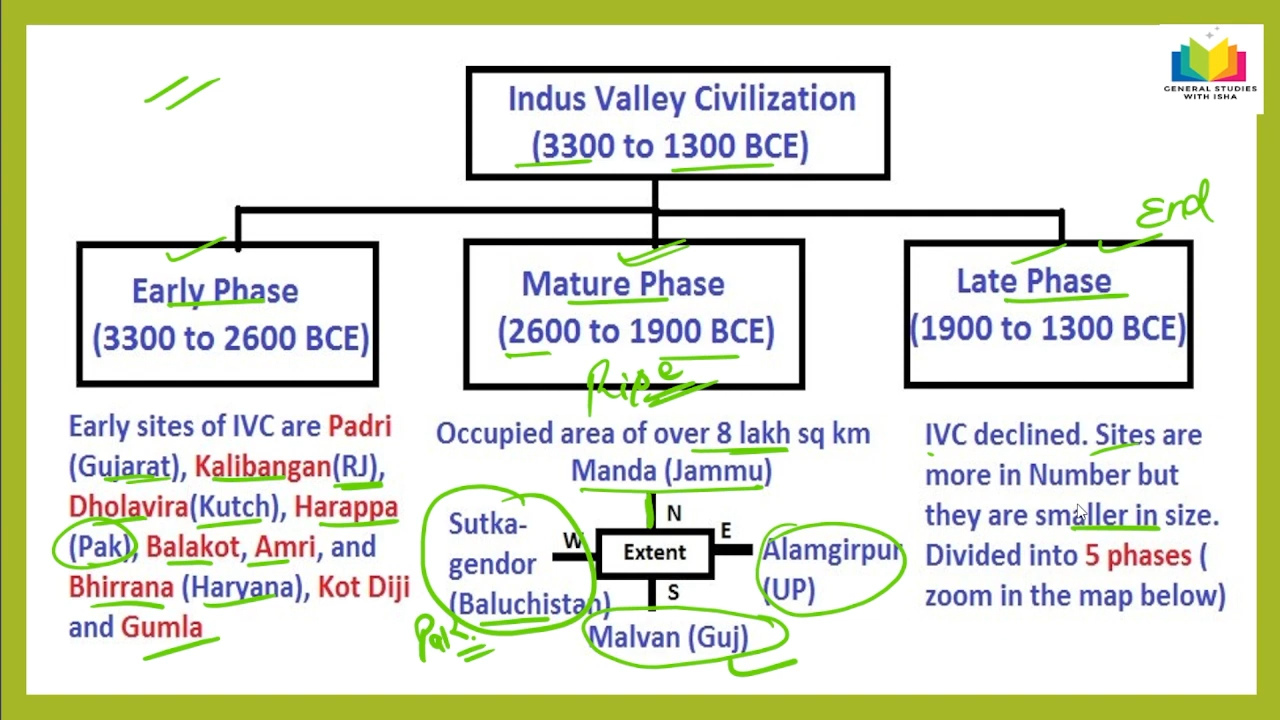 GENERAL STUDIES
WITH ISHA
Indus Valley Civilization
(3300 to 1300 BCE)
End
Early Phase
(3300 to 2600 BCE)
Mature Phase
(2600 to 1900 BCE)
Ripe
Late Phase
(1900 to 1300 BCE)
Early sites of IVC are Padri
(Gujarat), Kalibangan(RJ),
Dholavira(Kutch), Harappa
(Pak), Balakot, Amri, and
Bhirrana (Haryana), Kot Diji
and Gumla
Occupied area of over 8 lakh sq km
Manda (Jammu)
N
W
E
S
Extent
Sutka-
gendor
(Baluchistan)
Pak.
Alamgirpur
(UP)
Malvan (Guj)
IVC declined. Sites are
more in Number but
they are smaller in size.
Divided into 5 phases (
zoom in the map below)